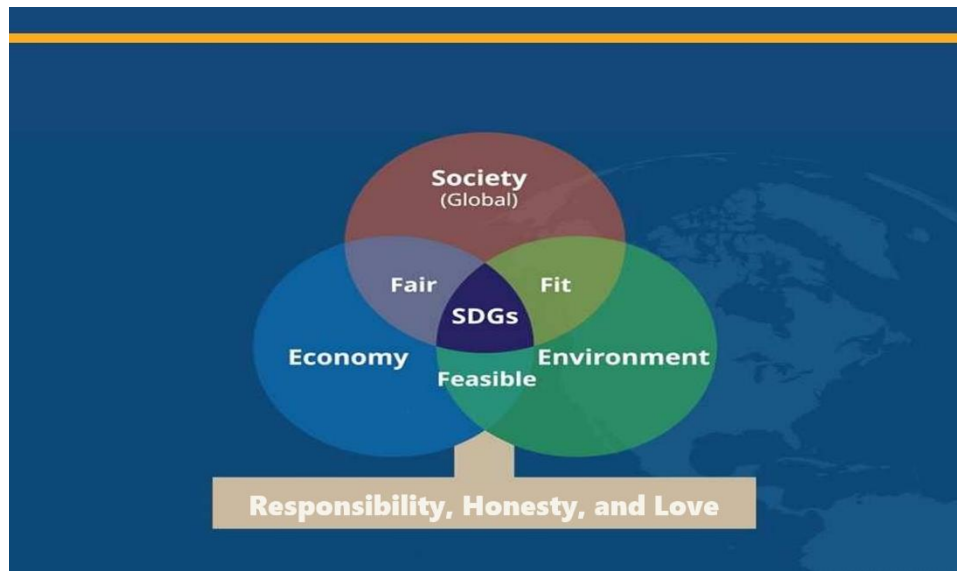 Society
(Global)
Fair
Fit
SDGs
Economy
Environment
Feasible
Responsibility, Honesty, and Love